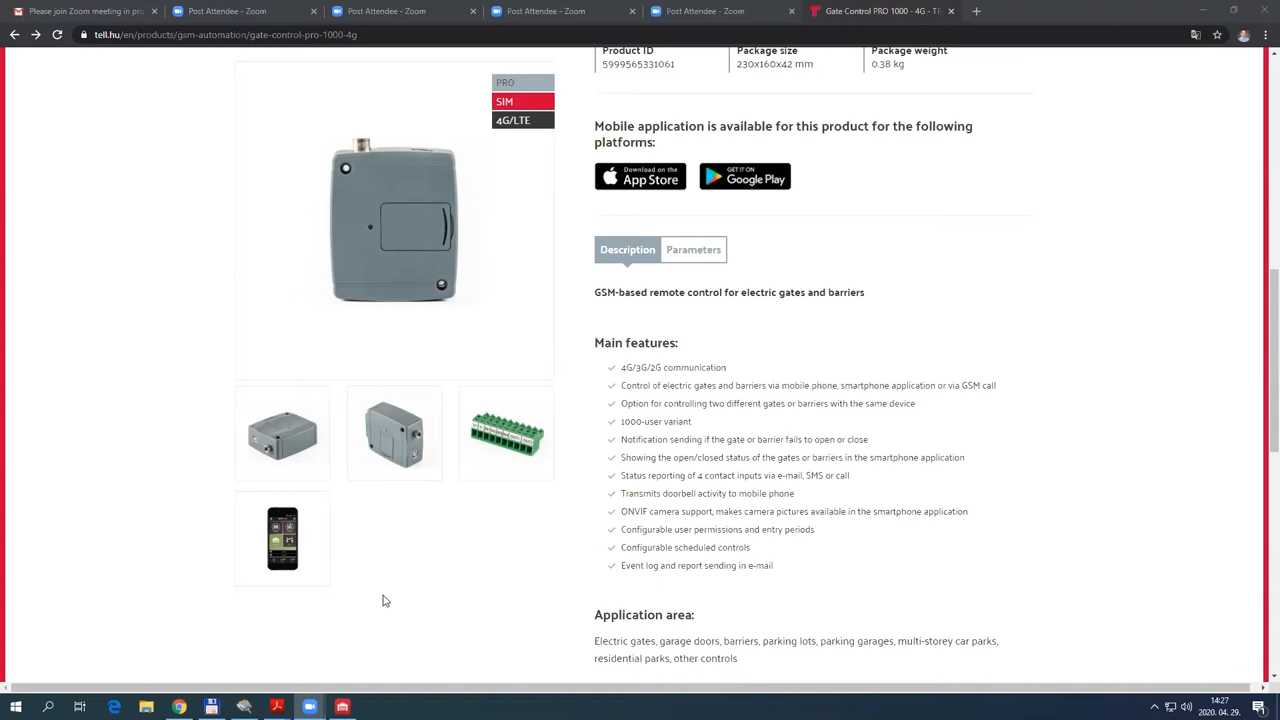 Please join Zoom meeting in pro
Post Attendee - Zoom
Post Attendee - Zoom
Post Attendee - Zoom
Post Attendee - Zoom
Gate Control PRO 1000 - 4G - TE
tell.hu/en/products/gsm-automation/gate-control-pro-1000-4g
Product ID
Package size
Package weight
5999565331061
230x160x42 mm
0.38 kg
PRO
SIM
4G/LTE
Mobile application is available for this product for the following
platforms:
Download on the
App Store
GET IT ON
Google Play
Description
Parameters
GSM-based remote control for electric gates and barriers
Main features:
4G/3G/2G communication
Control of electric gates and barriers via mobile phone, smartphone application or via GSM call
Option for controlling two different gates or barriers with the same device
1000-user variant
Notification sending if the gate or barrier fails to open or close
Showing the open/closed status of the gates or barriers in the smartphone application
Status reporting of 4 contact inputs via e-mail, SMS or call
Transmits doorbell activity to mobile phone
ONVIF camera support, makes camera pictures available in the smartphone application
Configurable user permissions and entry periods
Configurable scheduled controls
Event log and report sending in e-mail
Application area:
Electric gates, garage doors, barriers, parking lots, parking garages, multi-storey car parks,
residential parks, other controls
14:27
2020. 04. 29.